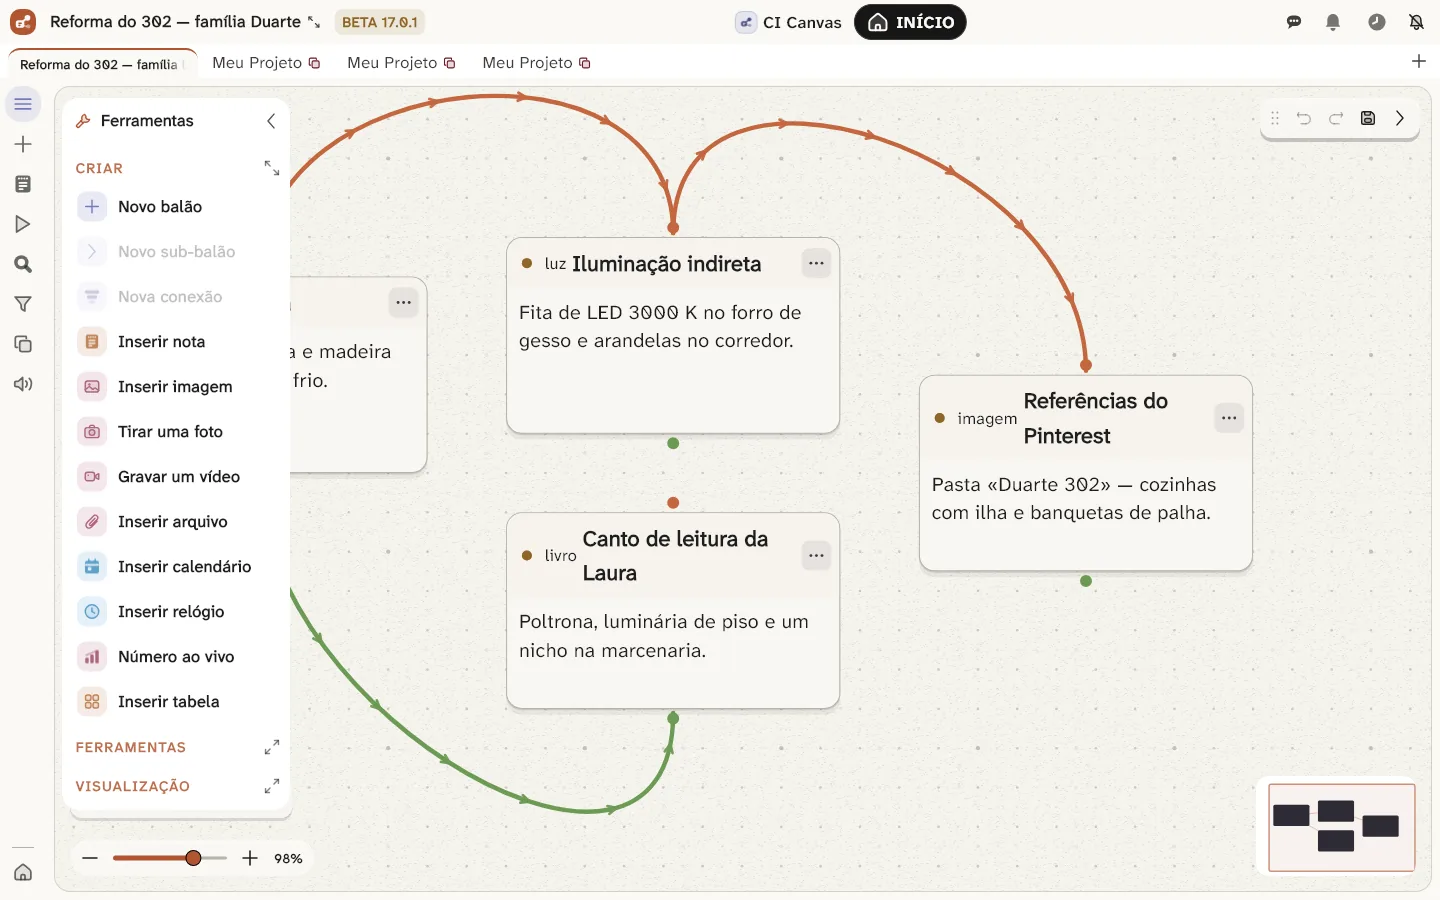 Reforma do 302 — família Duarte
BETA 17.0.1
CI Canvas
INÍCIO
Reforma do 302 — família
Meu Projeto
Meu Projeto
Meu Projeto
Ferramentas
CRIAR
Novo balão
Novo sub-balão
Nova conexão
Inserir nota
Inserir imagem
Tirar uma foto
Gravar um vídeo
Inserir arquivo
Inserir calendário
Inserir relógio
Número ao vivo
Inserir tabela
FERRAMENTAS
VISUALIZAÇÃO
e madeira
frio.
luz Iluminação indireta
Fita de LED 3000 K no forro de
gesso e arandelas no corredor.
livro Canto de leitura da
Laura
Poltrona, luminária de piso e um
nicho na marcenaria.
imagem Referências do
Pinterest
Pasta «Duarte 302» — cozinhas
com ilha e banquetas de palha.
98%